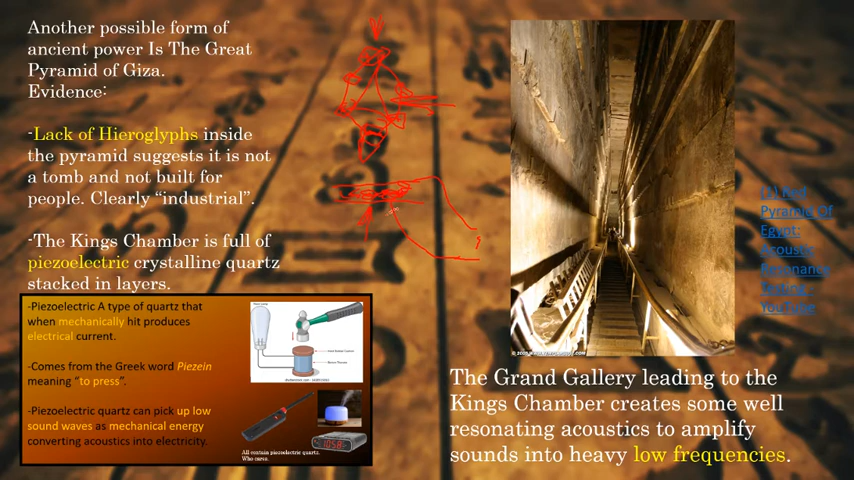 Another possible form of
ancient power Is The Great
Pyramid of Giza.
Evidence:
-Lack of Hieroglyphs inside
the pyramid suggests it is not
a tomb and not built for
people. Clearly “industrial”.
-The Kings Chamber is full of
piezoelectric crystalline quartz
stacked in layers.
-Piezoelectric A type of quartz that
when mechanically hit produces
electrical current.
-Comes from the Greek word Piezein
meaning “to press”.
-Piezoelectric quartz can pick up low
sound waves as mechanical energy
converting acoustics into electricity.
All contain piezoelectric quartz.
(1) Red
Pyramid Of
Egypt:
Acoustic
Resonance
Testing -
YouTube
The Grand Gallery leading to the
Kings Chamber creates some well
resonating acoustics to amplify
sounds into heavy low frequencies.